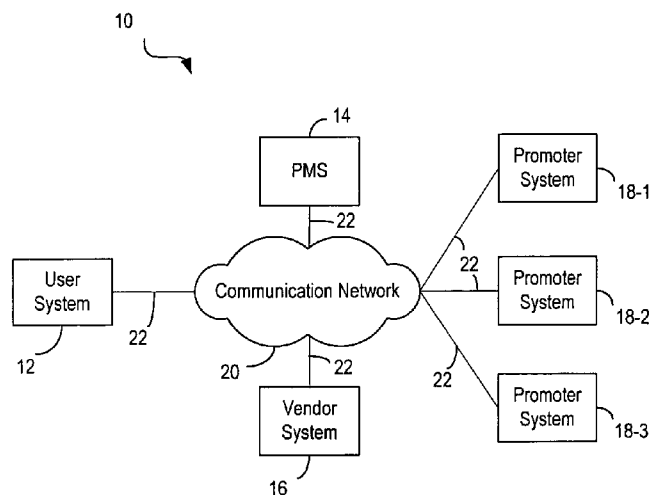 10
14
PMS
Promoter
System
18-1
22
22
User
System
Communication Network
22
Promoter
System
22
12
20
22
18-2
22
Vendor
System
Promoter
System
16
18-3